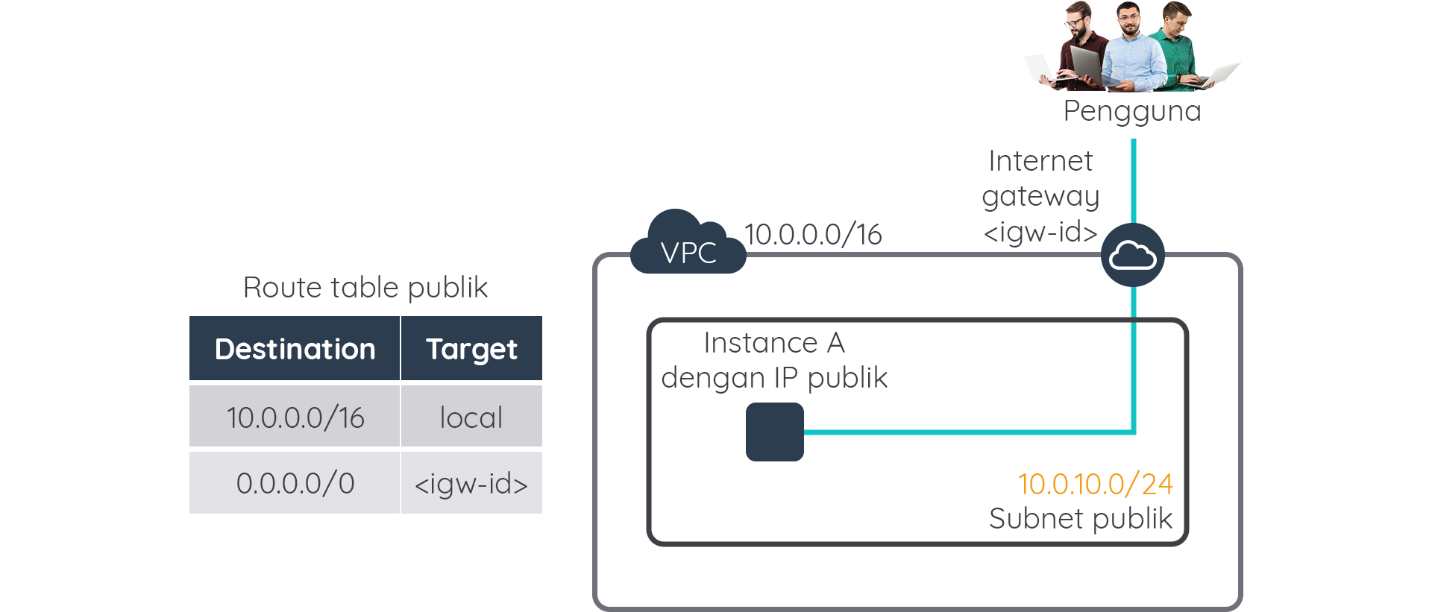 Pengguna
Internet
gateway
<igw-id>
VPC
10.0.0.0/16
Route table publik
Destination Target
10.0.0.0/16 local
0.0.0.0/0 <igw-id>
Instance A
dengan IP publik
10.0.10.0/24
Subnet publik